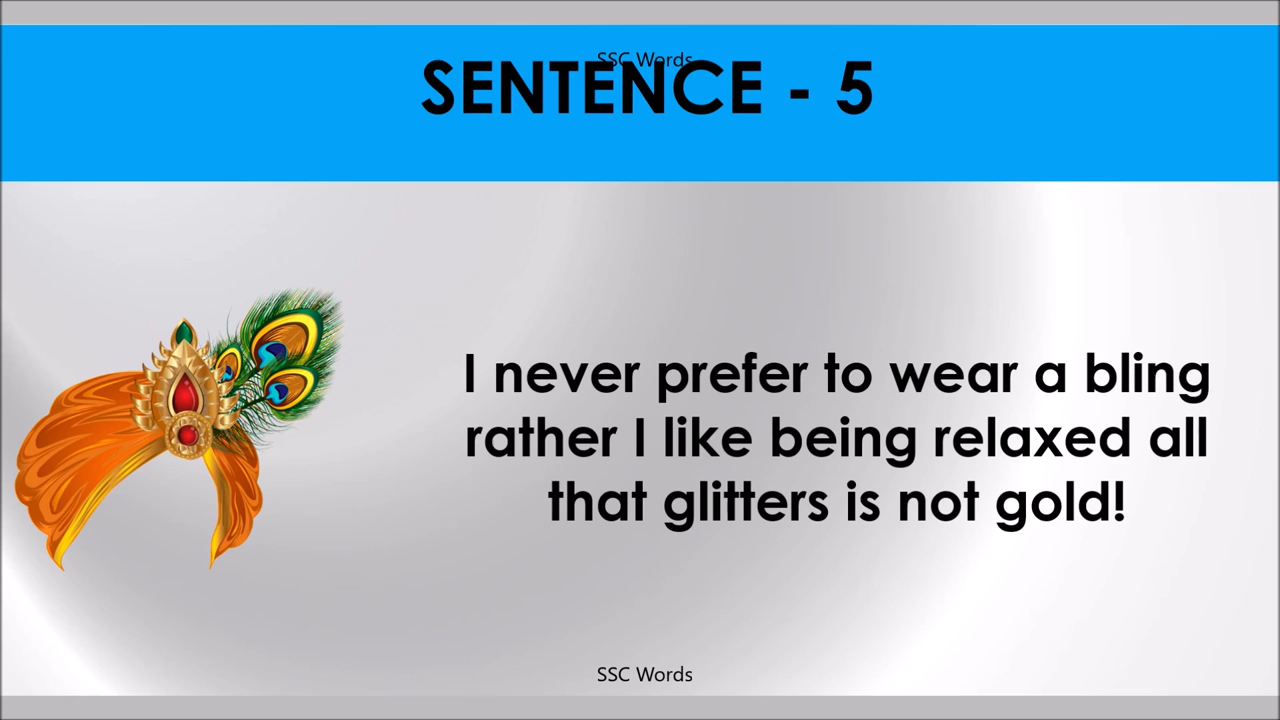 SSC Words
SENTENCE - 5
I never prefer to wear a bling
rather I like being relaxed all
that glitters is not gold!
SSC Words